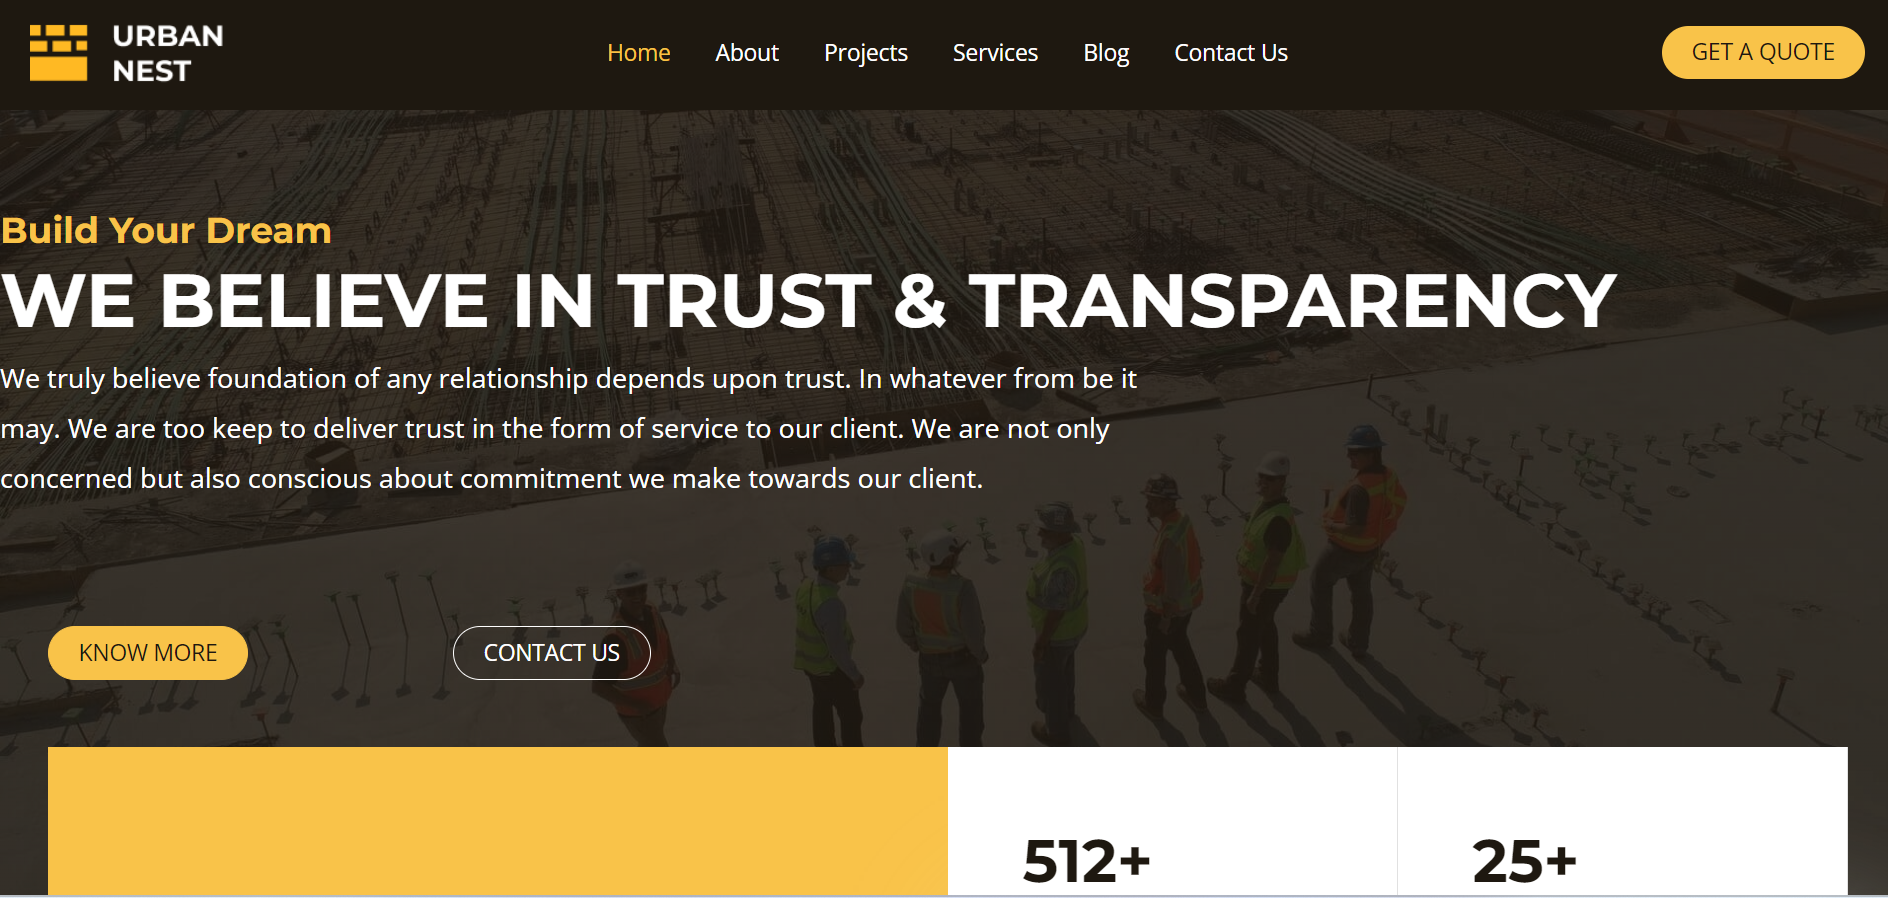 URBAN
NEST
Home About Projects Services Blog Contact Us
GET A QUOTE
Build Your Dream
WE BELIEVE IN TRUST & TRANSPARENCY
We truly believe foundation of any relationship depends upon trust. In whatever from be it
may. We are too keep to deliver trust in the form of service to our client. We are not only
concerned but also conscious about commitment we make towards our client.
KNOW MORE
CONTACT US
512+
25+